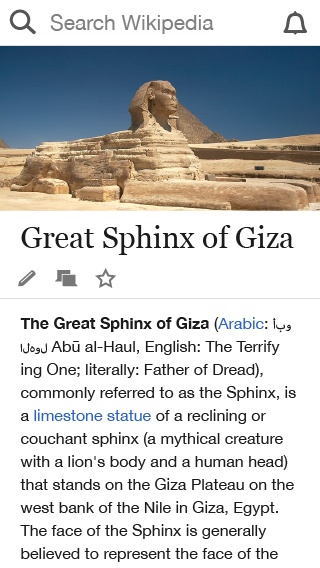 Search Wikipedia
Great Sphinx of Giza
The Great Sphinx of Giza (Arabic: أبو
الهول Abū al-Haul, English: The Terrify
ing One; literally: Father of Dread),
commonly referred to as the Sphinx, is
a limestone statue of a reclining or
couchant sphinx (a mythical creature
with a lion's body and a human head)
that stands on the Giza Plateau on the
west bank of the Nile in Giza, Egypt.
The face of the Sphinx is generally
believed to represent the face of the